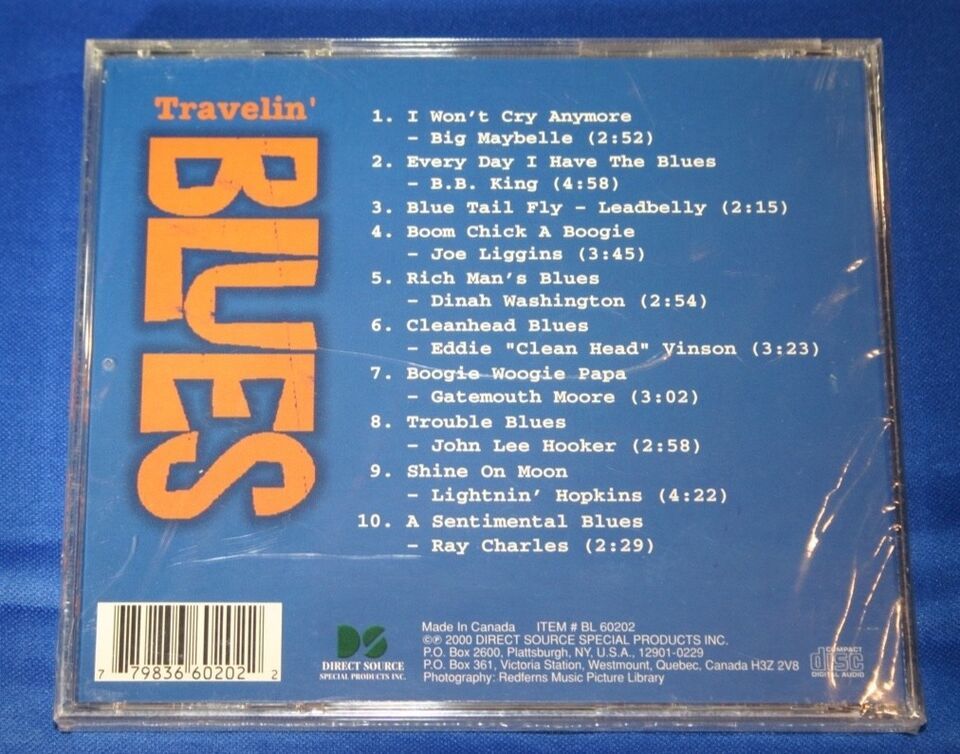 Travelin'
BLUES
1. I Won't Cry Anymore
- Big Maybelle (2:52)
2. Every Day I Have The Blues
- B.B. King (4:58)
3. Blue Tail Fly - Leadbelly (2:15)
4. Boom Chick A Boogie
- Joe Liggins (3:45)
5. Rich Man's Blues
- Dinah Washington (2:54)
6. Cleanhead Blues
- Eddie "Clean Head" Vinson (3:23)
7. Boogie Woogie Papa
- Gatemouth Moore (3:02)
8. Trouble Blues
- John Lee Hooker (2:58)
9. Shine On Moon
- Lightnin' Hopkins (4:22)
10. A Sentimental Blues
- Ray Charles (2:29)
7 79836 60202 2
DS
DIRECT SOURCE
SPECIAL PRODUCTS INC.
Made In Canada ITEM # BL 60202
©℗ 2000 DIRECT SOURCE SPECIAL PRODUCTS INC.
P.O. Box 2600, Plattsburgh, NY, U.S.A., 12901-0229
P.O. Box 361, Victoria Station, Westmount, Quebec, Canada H3Z 2V8
Photography: Redferns Music Picture Library
COMPACT
disc
DIGITAL AUDIO